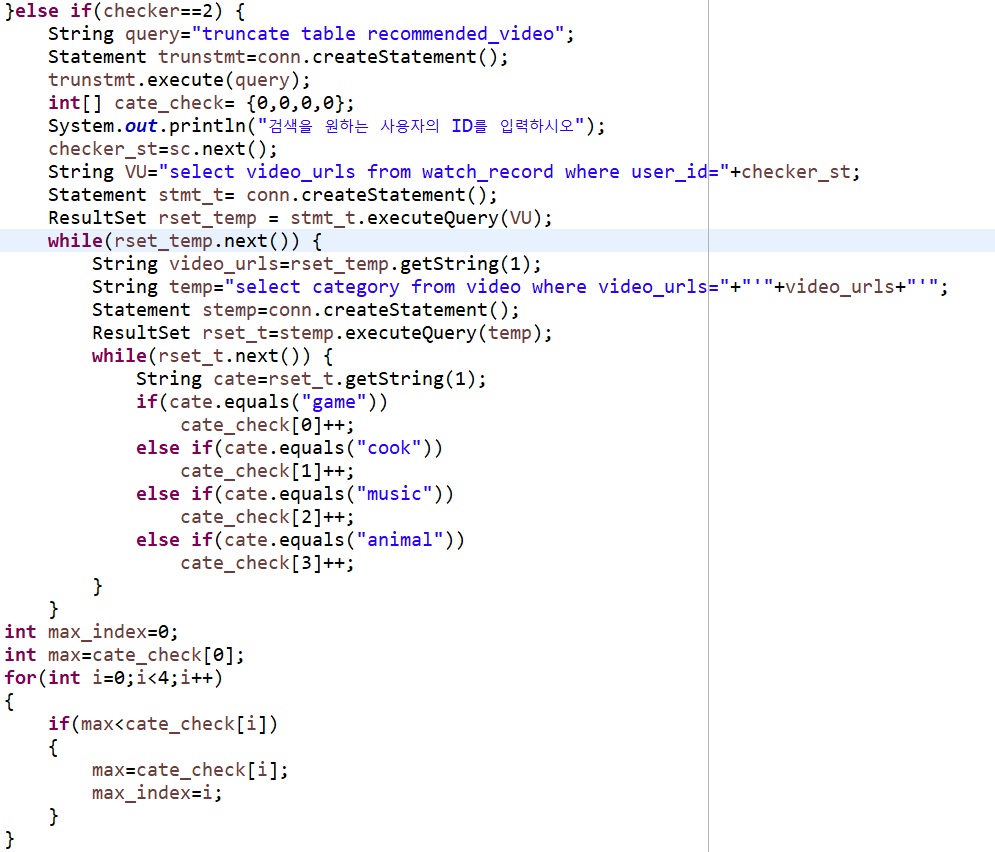 }else if(checker==2) {
    String query="truncate table recommended_video";
    Statement trunstmt=conn.createStatement();
    trunstmt.execute(query);
    int[] cate_check= {0,0,0,0};
    System.out.println("검색을 원하는 사용자의 ID를 입력하시오");
    checker_st=sc.next();
    String VU="select video_urls from watch_record where user_id="+checker_st;
    Statement stmt_t= conn.createStatement();
    ResultSet rset_temp = stmt_t.executeQuery(VU);
    while(rset_temp.next()) {
        String video_urls=rset_temp.getString(1);
        String temp="select category from video where video_urls="+"'"+video_urls+"'";
        Statement stemp=conn.createStatement();
        ResultSet rset_t=stemp.executeQuery(temp);
        while(rset_t.next()) {
            String cate=rset_t.getString(1);
            if(cate.equals("game"))
                cate_check[0]++;
            else if(cate.equals("cook"))
                cate_check[1]++;
            else if(cate.equals("music"))
                cate_check[2]++;
            else if(cate.equals("animal"))
                cate_check[3]++;
        }
    }
int max_index=0;
int max=cate_check[0];
for(int i=0;i<4;i++)
{
    if(max<cate_check[i])
    {
        max=cate_check[i];
        max_index=i;
    }
}